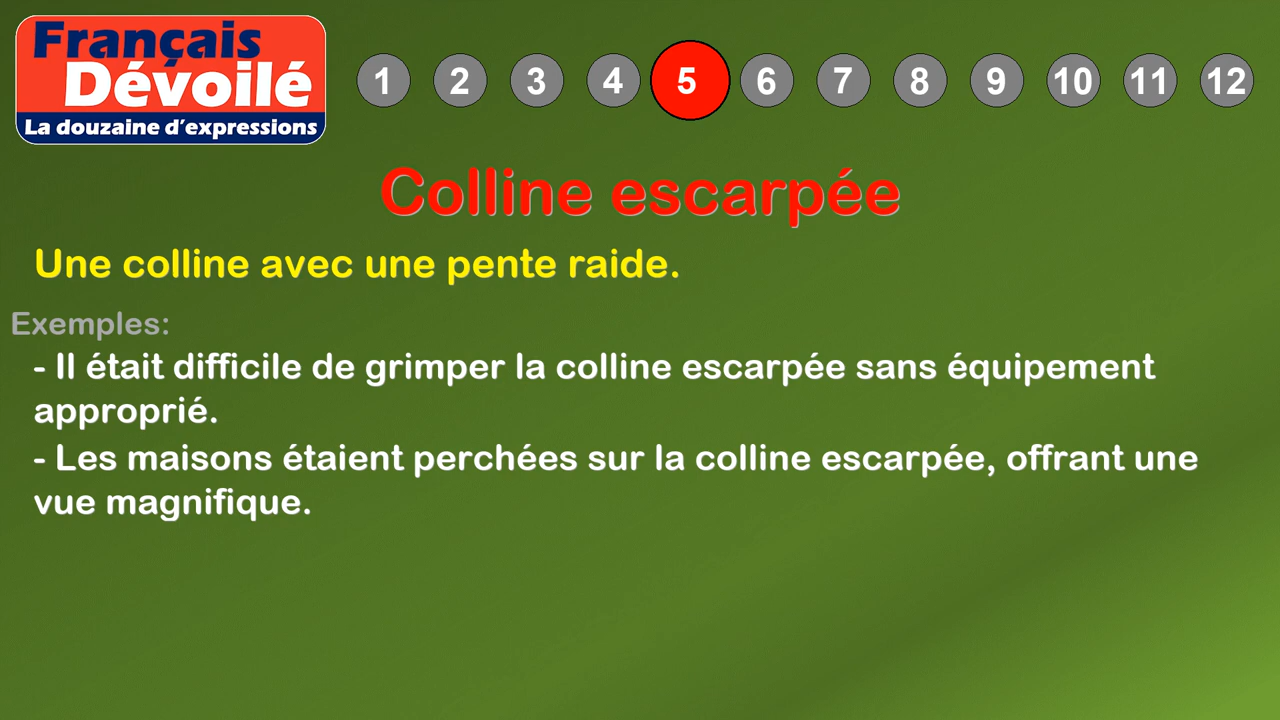 Français
Dévoilé
La douzaine d'expressions
1 2 3 4 5 6 7 8 9 10 11 12
Colline escarpée
Une colline avec une pente raide.
Exemples:
- Il était difficile de grimper la colline escarpée sans équipement
approprié.
- Les maisons étaient perchées sur la colline escarpée, offrant une
vue magnifique.